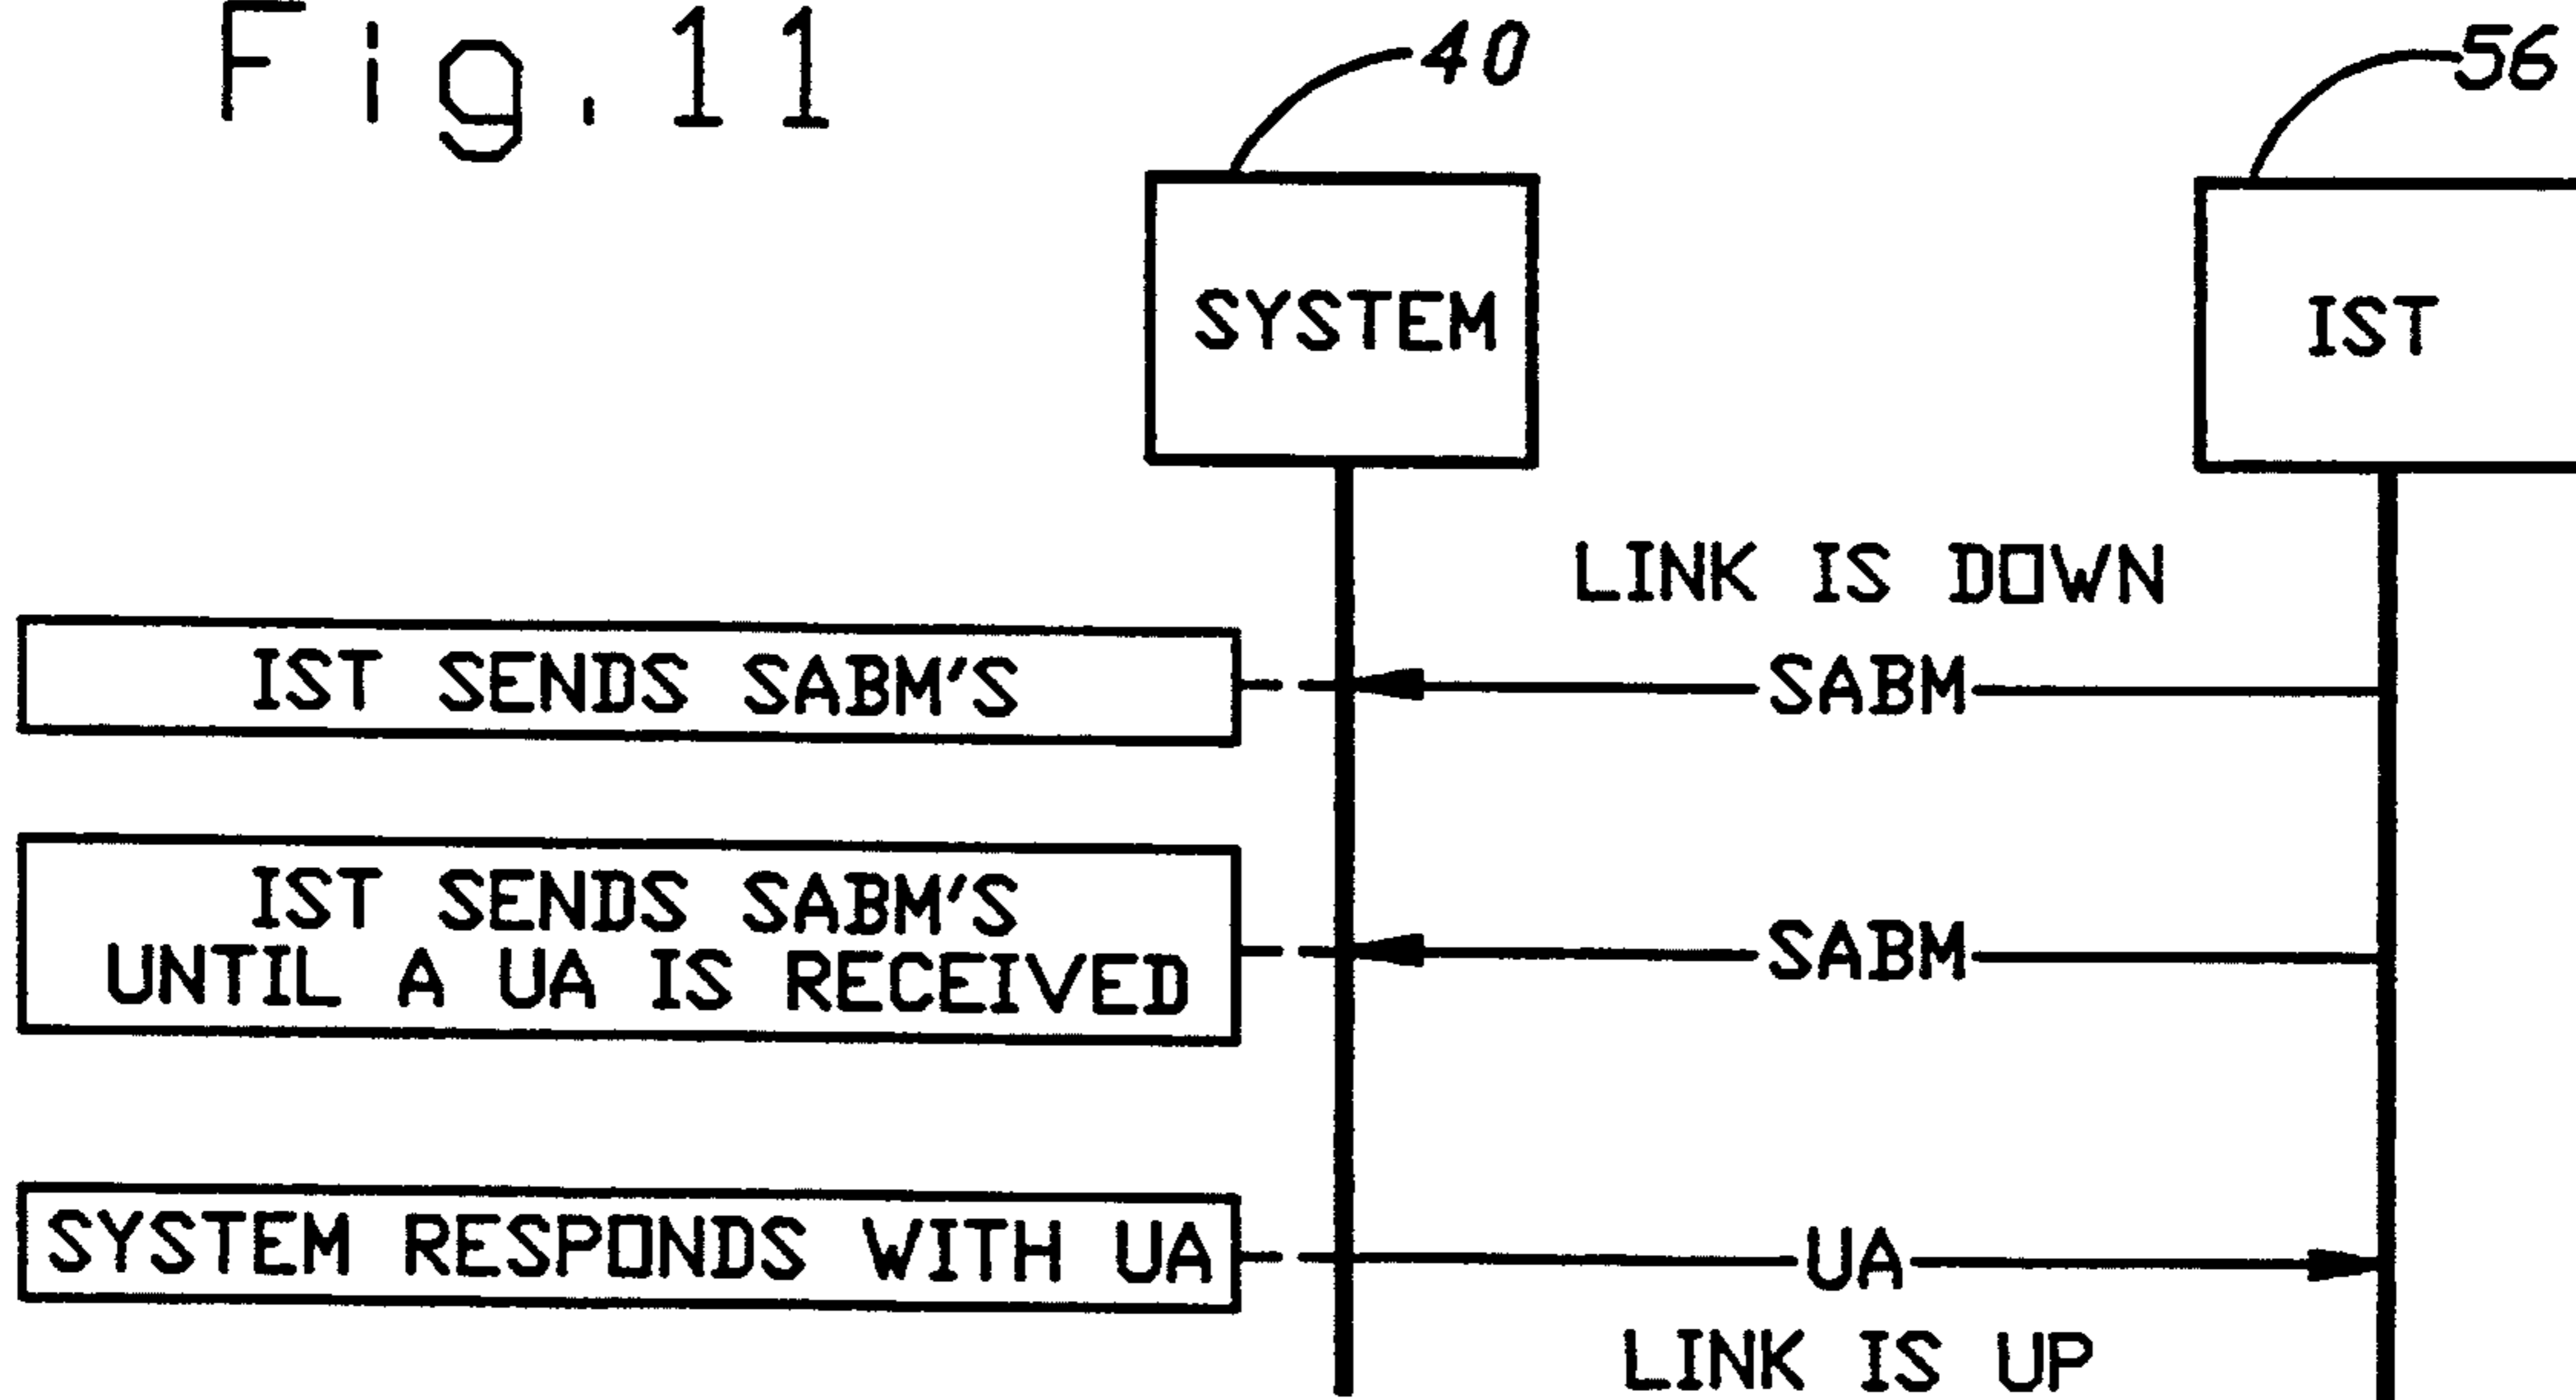 Fig. 11
40
56
SYSTEM
IST
LINK IS DOWN
IST SENDS SABM'S
SABM
IST SENDS SABM'S
UNTIL A UA IS RECEIVED
SABM
SYSTEM RESPONDS WITH UA
UA
LINK IS UP